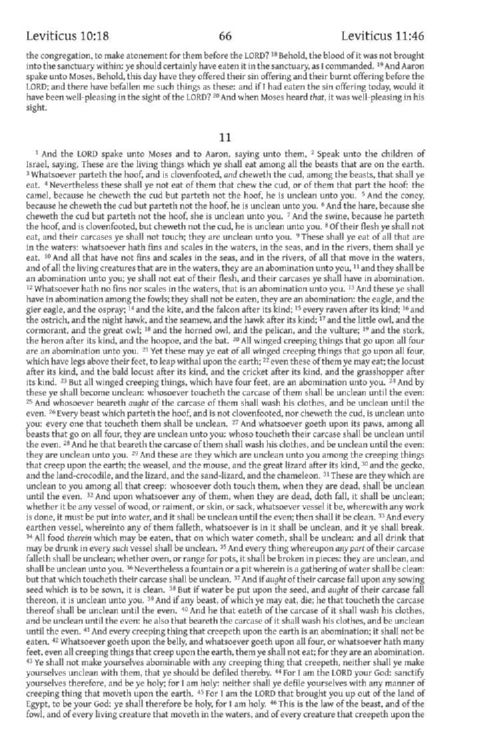 Leviticus 10:18 66 Leviticus 11:46
the congregation, to make atonement for them before the LORD? 18 Behold, the blood of it was not brought
into the sanctuary within: ye should certainly have eaten it in the sanctuary, as I commanded. 19 And Aaron
spake unto Moses, Behold, this day have they offered their sin offering and their burnt offering before the
LORD; and there have befallen me such things as these: and if I had eaten the sin offering today, would it
have been well-pleasing in the sight of the LORD? 20 And when Moses heard that, it was well-pleasing in his
sight.
11
1 And the LORD spake unto Moses and to Aaron, saying unto them, 2 Speak unto the children of
Israel, saying, These are the living things which ye shall eat among all the beasts that are on the earth.
3 Whatsoever parteth the hoof, and is clovenfooted, and cheweth the cud, among the beasts, that shall ye
eat. 4 Nevertheless these shall ye not eat of them that chew the cud, or of them that part the hoof: the
camel, because he cheweth the cud but parteth not the hoof, he is unclean unto you. 5 And the coney,
because he cheweth the cud but parteth not the hoof, he is unclean unto you. 6 And the hare, because she
cheweth the cud but parteth not the hoof, she is unclean unto you. 7 And the swine, because he parteth
the hoof, and is clovenfooted, but cheweth not the cud, he is unclean unto you. 8 Of their flesh ye shall not
eat, and their carcases ye shall not touch; they are unclean unto you. 9 These shall ye eat of all that are
in the waters: whatsoever hath fins and scales in the waters, in the seas, and in the rivers, them shall ye
eat. 10 And all that have not fins and scales in the seas, and in the rivers, of all that move in the waters,
and of all the living creatures that are in the waters, they are an abomination unto you, 11 and they shall be
an abomination unto you; ye shall not eat of their flesh, and their carcases ye shall have in abomination.
12 Whatsoever hath no fins nor scales in the waters, that is an abomination unto you. 13 And these ye shall
have in abomination among the fowls; they shall not be eaten, they are an abomination: the eagle, and the
gier eagle, and the ospray; 14 and the kite, and the falcon after its kind; 15 every raven after its kind; 16 and
the ostrich, and the night hawk, and the seamew, and the hawk after its kind; 17 and the little owl, and the
cormorant, and the great owl; 18 and the horned owl, and the pelican, and the vulture; 19 and the stork,
the heron after its kind, and the hoopoe, and the bat. 20 All winged creeping things that go upon all four
are an abomination unto you. 21 Yet these may ye eat of all winged creeping things that go upon all four,
which have legs above their feet, to leap withal upon the earth; 22 even these of them ye may eat; the locust
after its kind, and the bald locust after its kind, and the cricket after its kind, and the grasshopper after
its kind. 23 But all winged creeping things, which have four feet, are an abomination unto you. 24 And by
these ye shall become unclean: whosoever toucheth the carcase of them shall be unclean until the even:
25 And whosoever beareth aught of the carcase of them shall wash his clothes, and be unclean until the
even. 26 Every beast which parteth the hoof, and is not clovenfooted, nor cheweth the cud, is unclean unto
you: every one that toucheth them shall be unclean. 27 And whatsoever goeth upon its paws, among all
beasts that go on all four, they are unclean unto you: whoso toucheth their carcase shall be unclean until
the even. 28 And he that beareth the carcase of them shall wash his clothes, and be unclean until the even:
they are unclean unto you. 29 And these are they which are unclean unto you among the creeping things
that creep upon the earth; the weasel, and the mouse, and the great lizard after its kind, 30 and the gecko,
and the land-crocodile, and the lizard, and the sand-lizard, and the chameleon. 31 These are they which are
unclean to you among all that creep: whosoever doth touch them, when they are dead, shall be unclean
until the even. 32 And upon whatsoever any of them, when they are dead, doth fall, it shall be unclean;
whether it be any vessel of wood, or raiment, or skin, or sack, whatsoever vessel it be, wherewith any work
is done, it must be put into water, and it shall be unclean until the even; then shall it be clean. 33 And every
earthen vessel, whereinto any of them falleth, whatsoever is in it shall be unclean, and it ye shall break.
34 All food therein which may be eaten, that on which water cometh, shall be unclean: and all drink that
may be drunk in every such vessel shall be unclean. 35 And every thing whereupon any part of their carcase
falleth shall be unclean; whether oven, or range for pots, it shall be broken in pieces: they are unclean, and
shall be unclean unto you. 36 Nevertheless a fountain or a pit wherein is a gathering of water shall be clean:
but that which toucheth their carcase shall be unclean. 37 And if aught of their carcase fall upon any sowing
seed which is to be sown, it is clean. 38 But if water be put upon the seed, and aught of their carcase fall
thereon, it is unclean unto you. 39 And if any beast, of which ye may eat, die; he that toucheth the carcase
thereof shall be unclean until the even. 40 And he that eateth of the carcase of it shall wash his clothes,
and be unclean until the even: he also that beareth the carcase of it shall wash his clothes, and be unclean
until the even. 41 And every creeping thing that creepeth upon the earth is an abomination; it shall not be
eaten. 42 Whatsoever goeth upon the belly, and whatsoever goeth upon all four, or whatsoever hath many
feet, even all creeping things that creep upon the earth, them ye shall not eat; for they are an abomination.
43 Ye shall not make yourselves abominable with any creeping thing that creepeth, neither shall ye make
yourselves unclean with them, that ye should be defiled thereby. 44 For I am the LORD your God: sanctify
yourselves therefore, and be ye holy; for I am holy: neither shall ye defile yourselves with any manner of
creeping thing that moveth upon the earth. 45 For I am the LORD that brought you up out of the land of
Egypt, to be your God: ye shall therefore be holy, for I am holy. 46 This is the law of the beast, and of the
fowl, and of every living creature that moveth in the waters, and of every creature that creepeth upon the